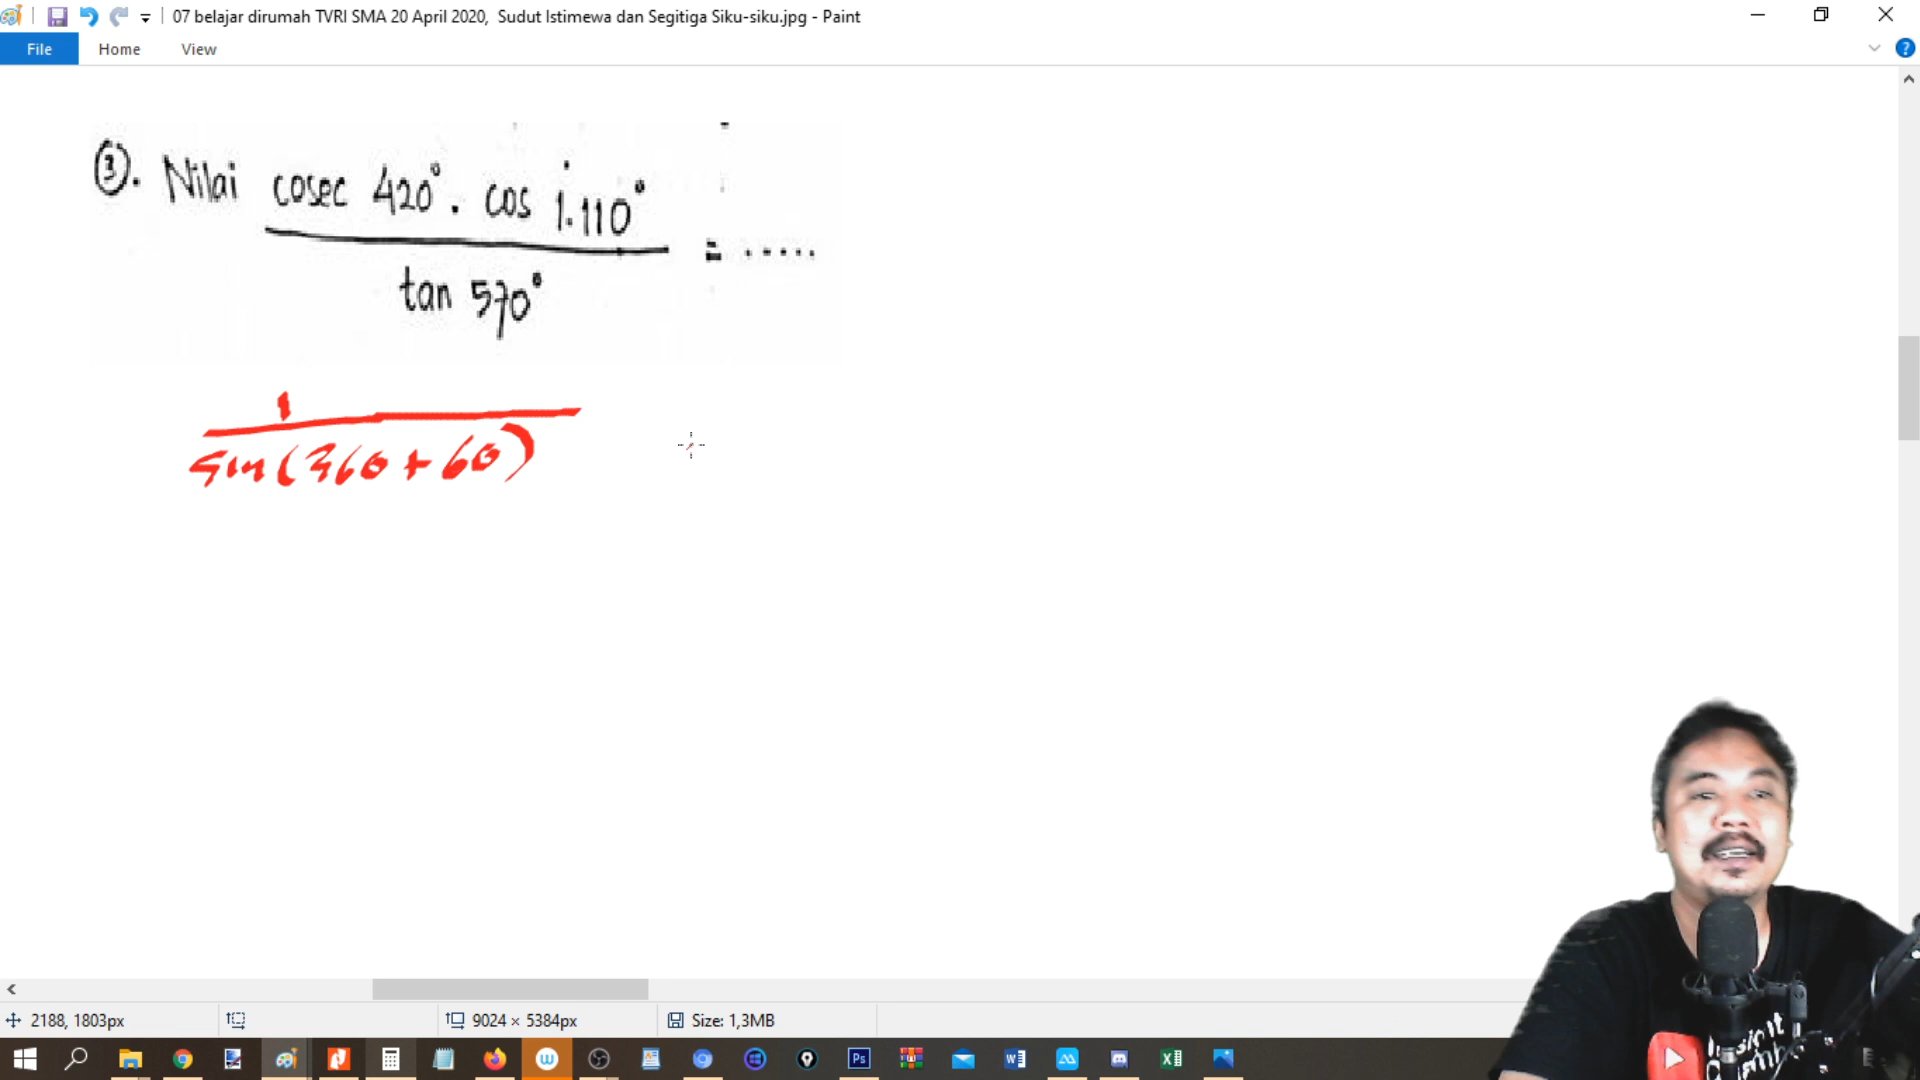 07 belajar dirumah TVRI SMA 20 April 2020, Sudut Istimewa dan Segitiga Siku-siku.jpg - Paint
File Home View
3. Nilai cosec 420° . cos 1.110°
= .....
tan 570°
1
sin(360+60)
2188, 1803px
9024 × 5384px
Size: 1,3MB